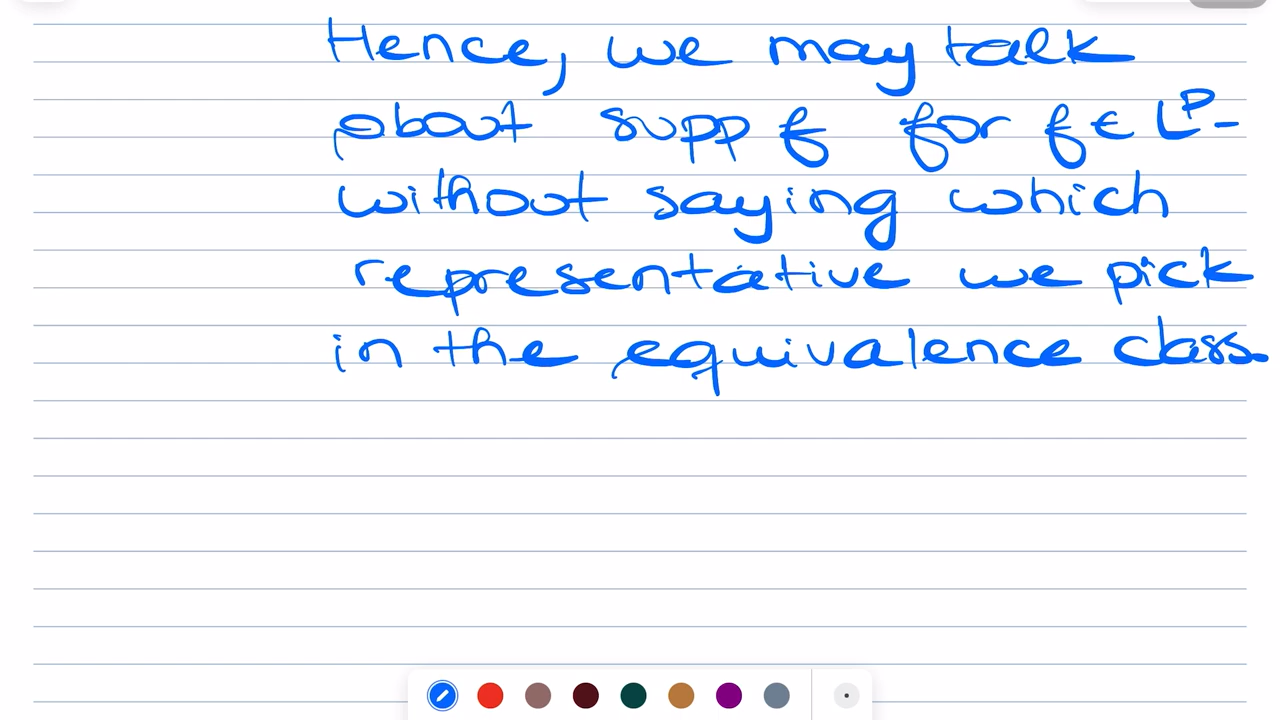 Hence, we may talk
about supp f for f ∈ L^p -
without saying which
representative we pick
in the equivalence class.